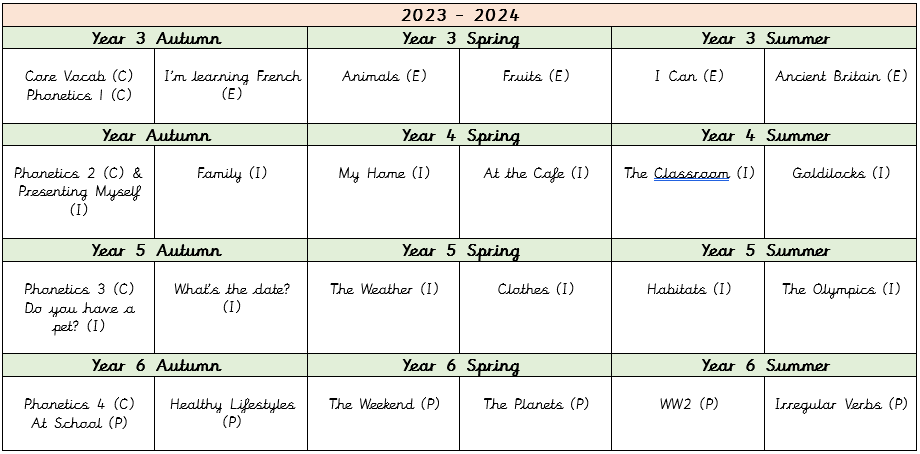 2023 - 2024
Year 3 Autumn
Year 3 Spring
Year 3 Summer
Core Vocab (C)
Phonetics 1 (C)
I'm learning French
(E)
Animals (E)
Fruits (E)
I Can (E)
Ancient Britain (E)
Year Autumn
Year 4 Spring
Year 4 Summer
Phonetics 2 (C) &
Presenting Myself
(I)
Family (I)
My Home (I)
At the Cafe (I)
The Classroom (I)
Goldilocks (I)
Year 5 Autumn
Year 5 Spring
Year 5 Summer
Phonetics 3 (C)
Do you have a
pet? (I)
What's the date?
(I)
The Weather (I)
Clothes (I)
Habitats (I)
The Olympics (I)
Year 6 Autumn
Year 6 Spring
Year 6 Summer
Phonetics 4 (C)
At School (P)
Healthy Lifestyles
(P)
The Weekend (P)
The Planets (P)
WW2 (P)
Irregular Verbs (P)